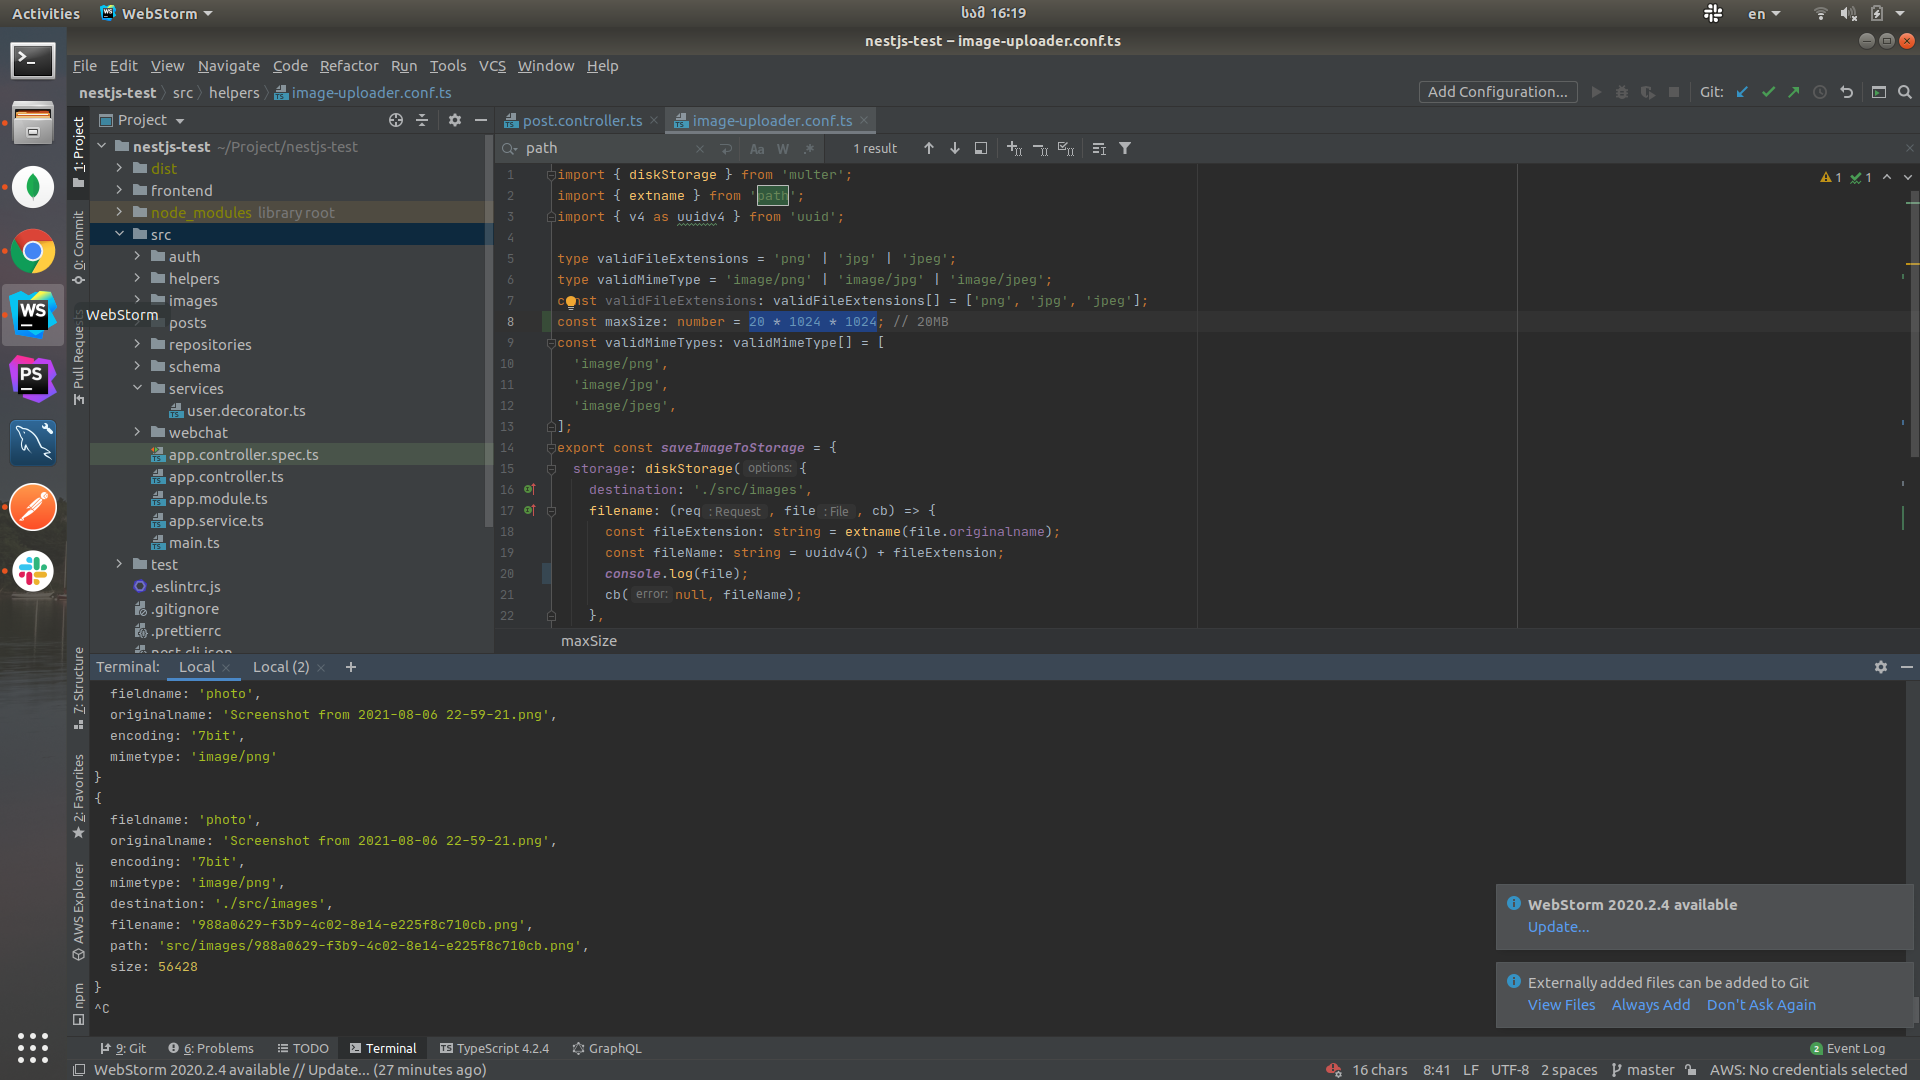 Activities
WebStorm
სამ 16:19
en
nestjs-test – image-uploader.conf.ts
File Edit View Navigate Code Refactor Run Tools VCS Window Help
nestjs-test src helpers image-uploader.conf.ts
Add Configuration...
Git:
1: Project
0: Commit
Pull Requests
7: Structure
2: Favorites
AWS Explorer
npm
WebStorm
Project
nestjs-test ~/Project/nestjs-test
dist
frontend
node_modules library root
src
auth
helpers
images
posts
repositories
schema
services
user.decorator.ts
webchat
app.controller.spec.ts
app.controller.ts
app.module.ts
app.service.ts
main.ts
test
.eslintrc.js
.gitignore
.prettierrc
nest-cli.json
post.controller.ts
image-uploader.conf.ts
path
Aa W .*
1 result
1 1
1 import { diskStorage } from 'multer';
2 import { extname } from 'path';
3 import { v4 as uuidv4 } from 'uuid';
4
5 type validFileExtensions = 'png' | 'jpg' | 'jpeg';
6 type validMimeType = 'image/png' | 'image/jpg' | 'image/jpeg';
7 const validFileExtensions: validFileExtensions[] = ['png', 'jpg', 'jpeg'];
8 const maxSize: number = 20 * 1024 * 1024; // 20MB
9 const validMimeTypes: validMimeType[] = [
10 'image/png',
11 'image/jpg',
12 'image/jpeg',
13 ];
14 export const saveImageToStorage = {
15 storage: diskStorage( options: {
16 destination: './src/images',
17 filename: (req : Request , file : File , cb) => {
18 const fileExtension: string = extname(file.originalname);
19 const fileName: string = uuidv4() + fileExtension;
20 console.log(file);
21 cb( error: null, fileName);
22 },
maxSize
Terminal: Local Local (2) +
fieldname: 'photo',
originalname: 'Screenshot from 2021-08-06 22-59-21.png',
encoding: '7bit',
mimetype: 'image/png'
}
{
fieldname: 'photo',
originalname: 'Screenshot from 2021-08-06 22-59-21.png',
encoding: '7bit',
mimetype: 'image/png',
destination: './src/images',
filename: '988a0629-f3b9-4c02-8e14-e225f8c710cb.png',
path: 'src/images/988a0629-f3b9-4c02-8e14-e225f8c710cb.png',
size: 56428
}
^C
WebStorm 2020.2.4 available
Update...
Externally added files can be added to Git
View Files Always Add Don't Ask Again
9: Git 6: Problems TODO Terminal TypeScript 4.2.4 GraphQL
2 Event Log
WebStorm 2020.2.4 available // Update... (27 minutes ago)
16 chars 8:41 LF UTF-8 2 spaces master AWS: No credentials selected